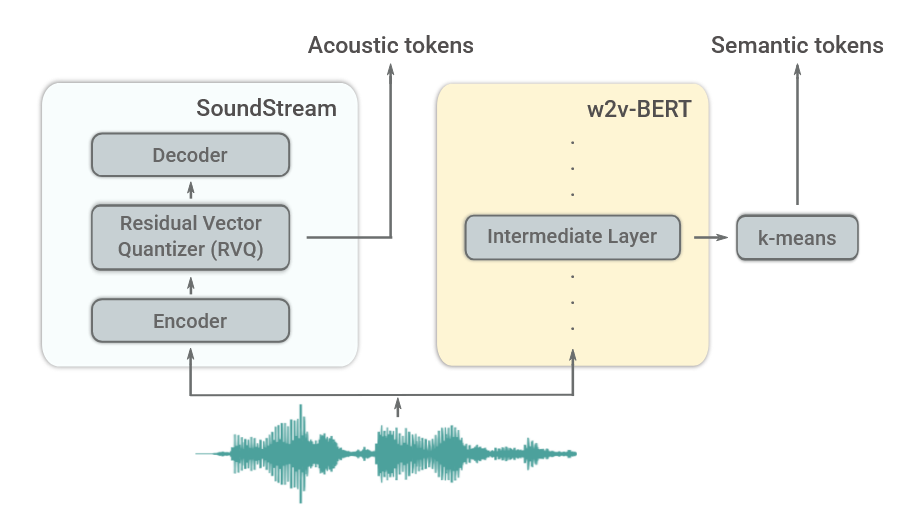 Acoustic tokens
Semantic tokens
SoundStream
w2v-BERT
Decoder
Residual Vector
Quantizer (RVQ)
Intermediate Layer
k-means
Encoder